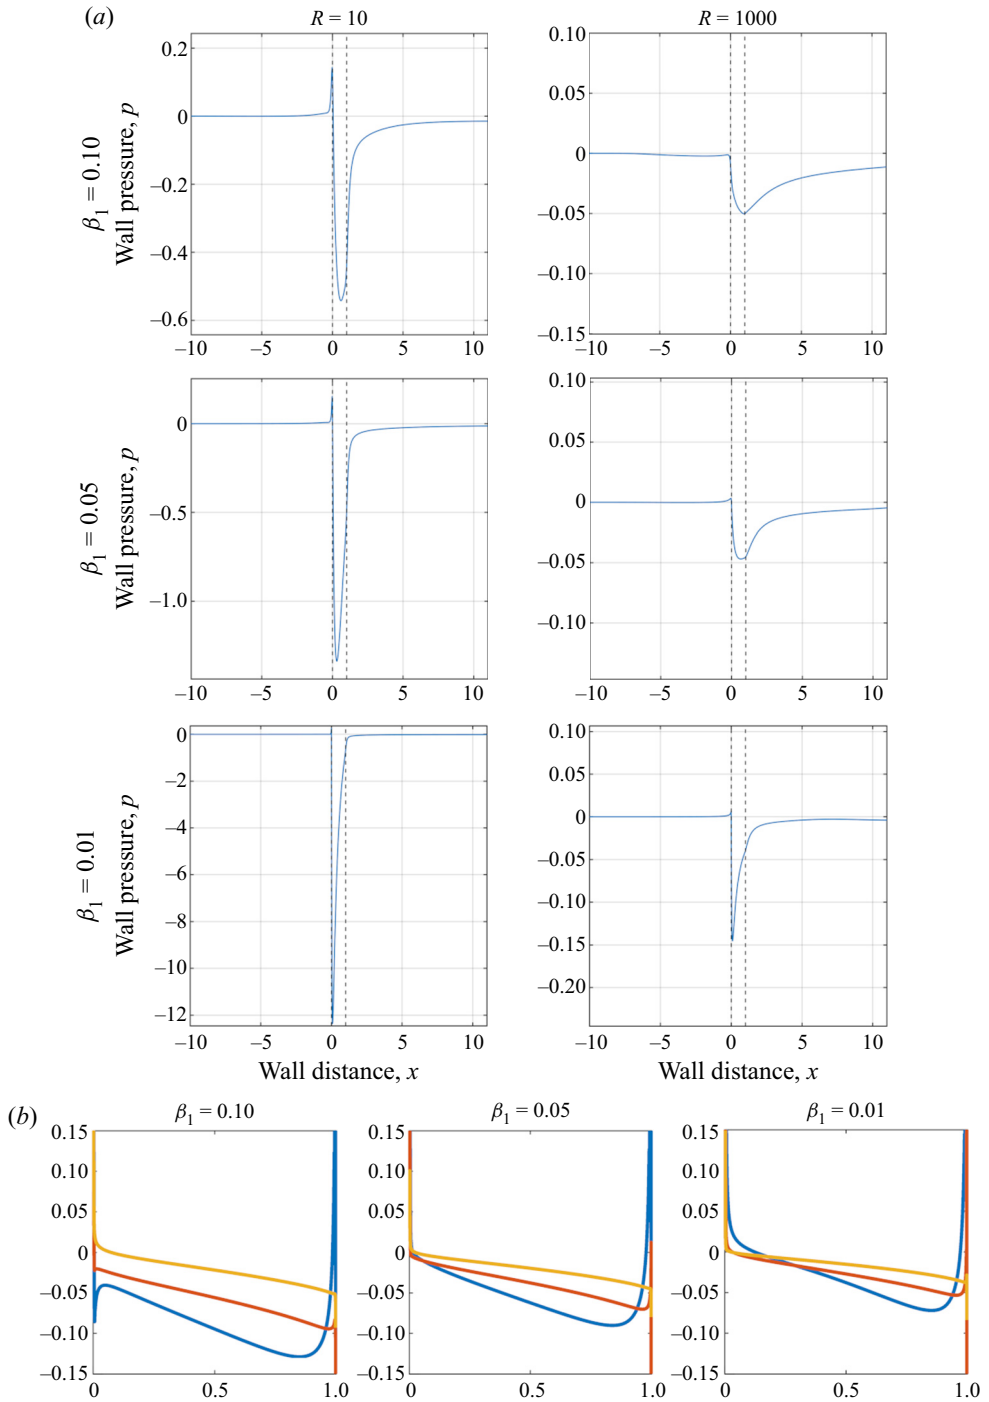 (a)
R = 10
R = 1000
β1 = 0.10
Wall pressure, p
0.2
0
–0.2
–0.4
–0.6
–10 –5 0 5 10
0.10
0.05
0
–0.05
–0.10
–0.15
–10 –5 0 5 10
β1 = 0.05
Wall pressure, p
0
–0.5
–1.0
–10 –5 0 5 10
0.10
0.05
0
–0.05
–0.10
–10 –5 0 5 10
β1 = 0.01
Wall pressure, p
0
–2
–4
–6
–8
–10
–12
–10 –5 0 5 10
Wall distance, x
0.10
0.05
0
–0.05
–0.10
–0.15
–0.20
–10 –5 0 5 10
Wall distance, x
(b)
β1 = 0.10
0.15
0.10
0.05
0
–0.05
–0.10
–0.15
0 0.5 1.0
β1 = 0.05
0.15
0.10
0.05
0
–0.05
–0.10
–0.15
0 0.5 1.0
β1 = 0.01
0.15
0.10
0.05
0
–0.05
–0.10
–0.15
0 0.5 1.0